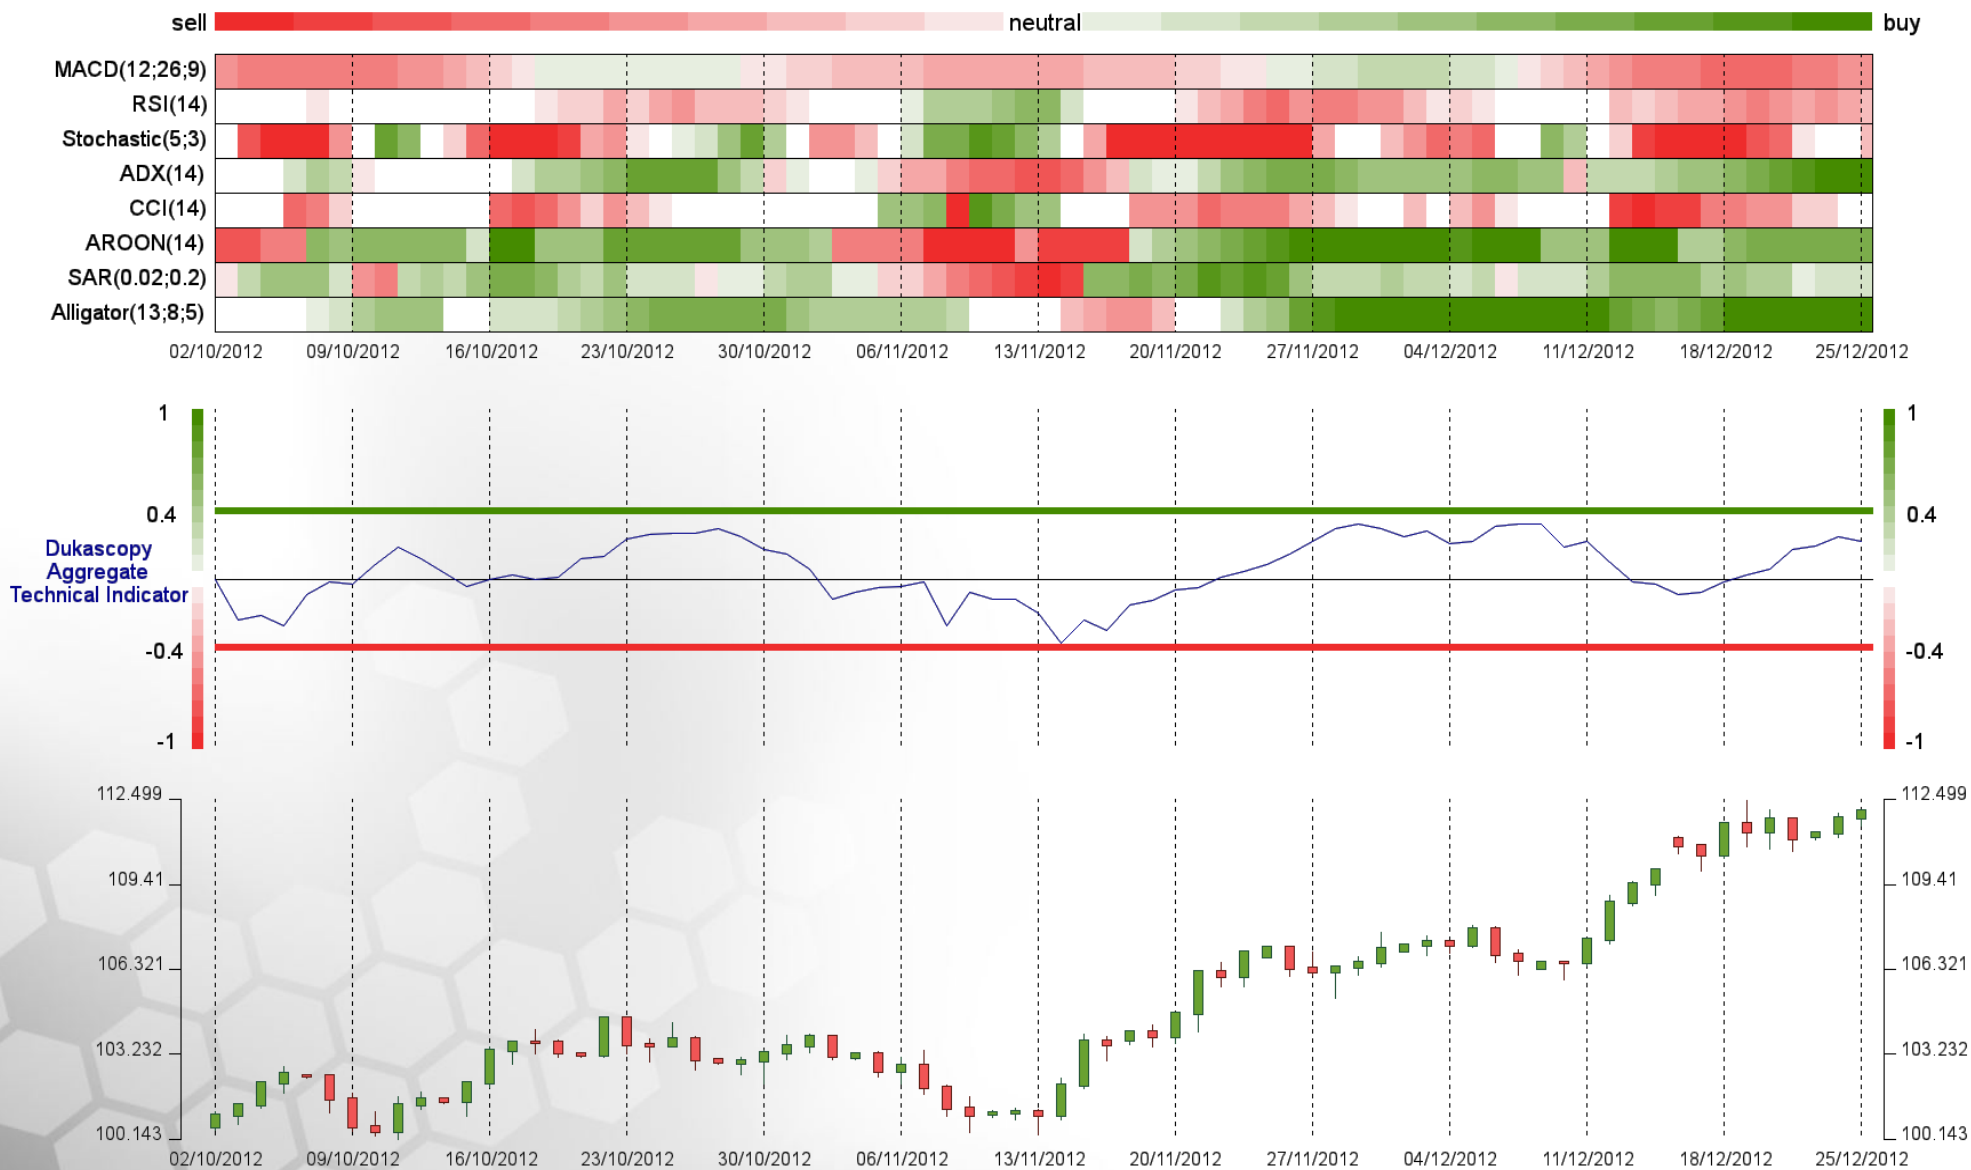 sell neutral buy
MACD(12;26;9)
RSI(14)
Stochastic(5;3)
ADX(14)
CCI(14)
AROON(14)
SAR(0.02;0.2)
Alligator(13;8;5)
02/10/2012 09/10/2012 16/10/2012 23/10/2012 30/10/2012 06/11/2012 13/11/2012 20/11/2012 27/11/2012 04/12/2012 11/12/2012 18/12/2012 25/12/2012
1 1
0.4 0.4
Dukascopy
Aggregate
Technical Indicator
-0.4 -0.4
-1 -1
112.499 112.499
109.41 109.41
106.321 106.321
103.232 103.232
100.143 100.143
02/10/2012 09/10/2012 16/10/2012 23/10/2012 30/10/2012 06/11/2012 13/11/2012 20/11/2012 27/11/2012 04/12/2012 11/12/2012 18/12/2012 25/12/2012